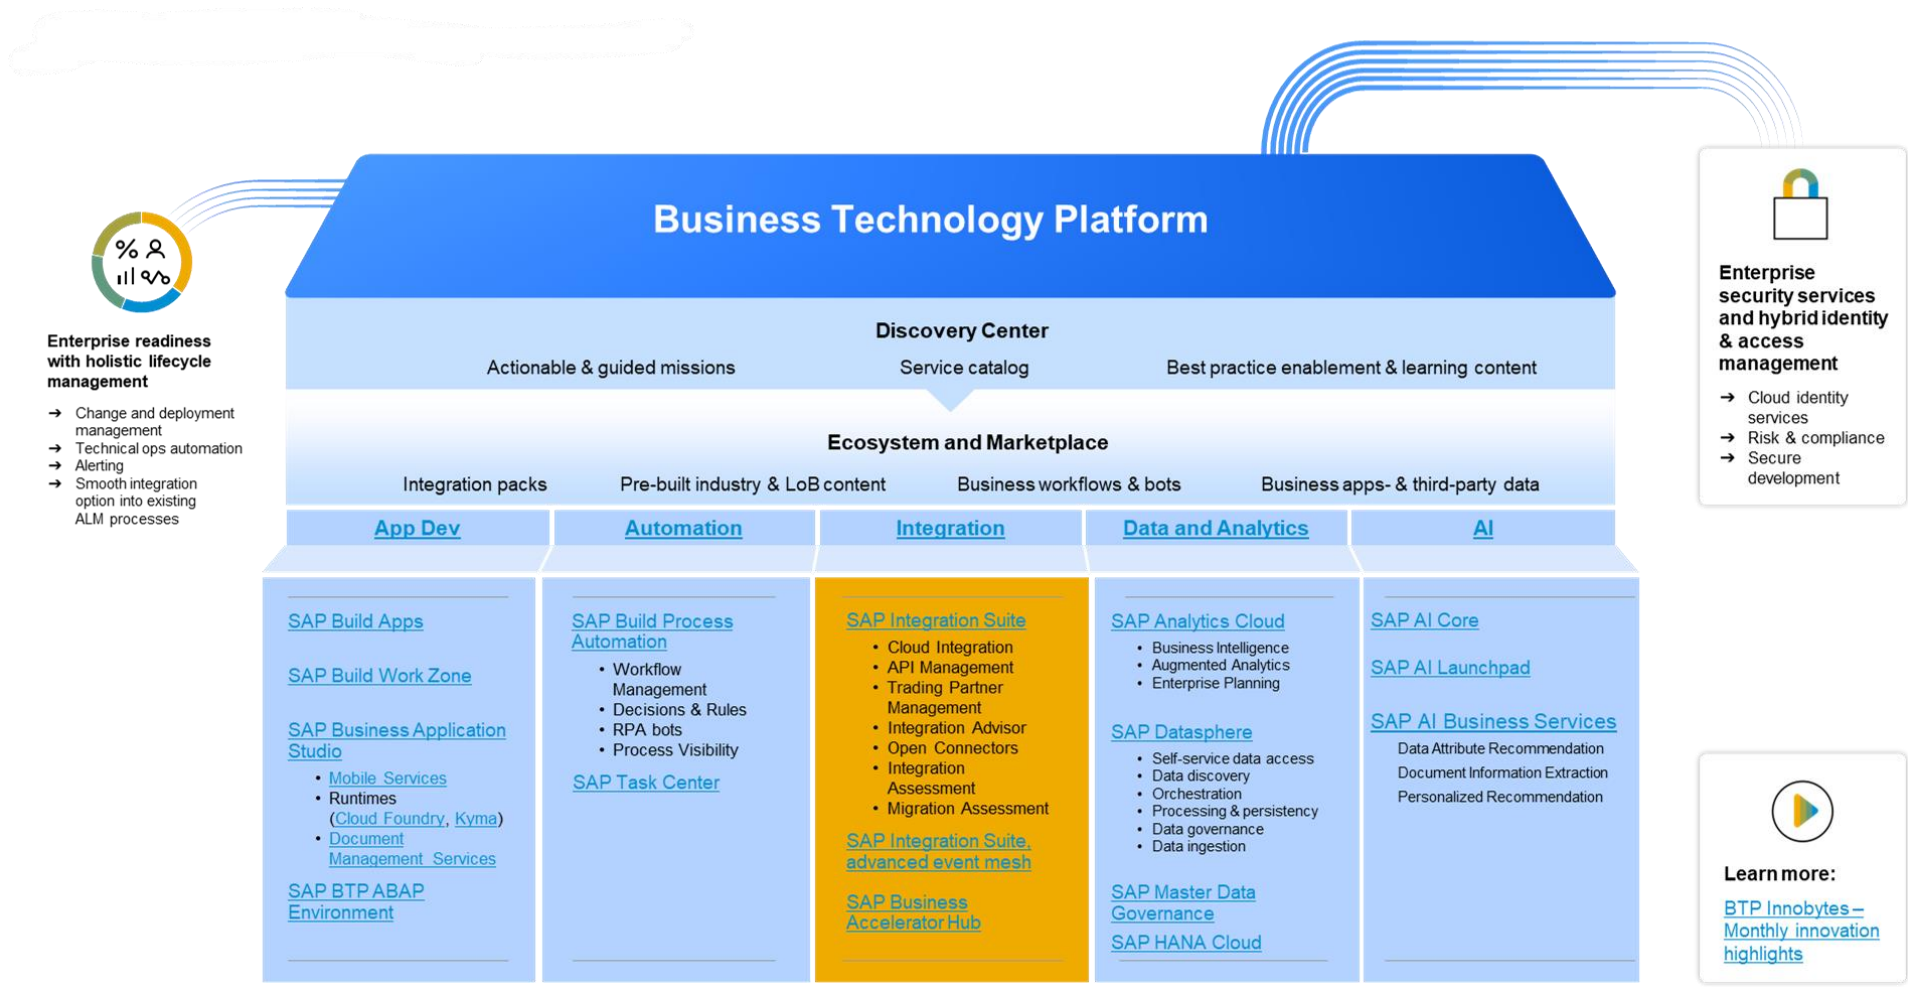 Business Technology Platform
Enterprise readiness
with holistic lifecycle
management
➔ Change and deployment
management
➔ Technical ops automation
➔ Alerting
➔ Smooth integration
option into existing
ALM processes
Discovery Center
Actionable & guided missions
Service catalog
Best practice enablement & learning content
Ecosystem and Marketplace
Integration packs
Pre-built industry & LoB content
Business workflows & bots
Business apps- & third-party data
App Dev
SAP Build Apps
SAP Build Work Zone
SAP Business Application
Studio
• Mobile Services
• Runtimes
(Cloud Foundry, Kyma)
• Document
Management Services
SAP BTP ABAP
Environment
Automation
SAP Build Process
Automation
• Workflow
Management
• Decisions & Rules
• RPA bots
• Process Visibility
SAP Task Center
Integration
SAP Integration Suite
• Cloud Integration
• API Management
• Trading Partner
Management
• Integration Advisor
• Open Connectors
• Integration
Assessment
• Migration Assessment
SAP Integration Suite,
advanced event mesh
SAP Business
Accelerator Hub
Data and Analytics
SAP Analytics Cloud
• Business Intelligence
• Augmented Analytics
• Enterprise Planning
SAP Datasphere
• Self-service data access
• Data discovery
• Orchestration
• Processing & persistency
• Data governance
• Data ingestion
SAP Master Data
Governance
SAP HANA Cloud
AI
SAP AI Core
SAP AI Launchpad
SAP AI Business Services
Data Attribute Recommendation
Document Information Extraction
Personalized Recommendation
Enterprise
security services
and hybrid identity
& access
management
➔ Cloud identity
services
➔ Risk & compliance
➔ Secure
development
Learn more:
BTP Innobytes –
Monthly innovation
highlights